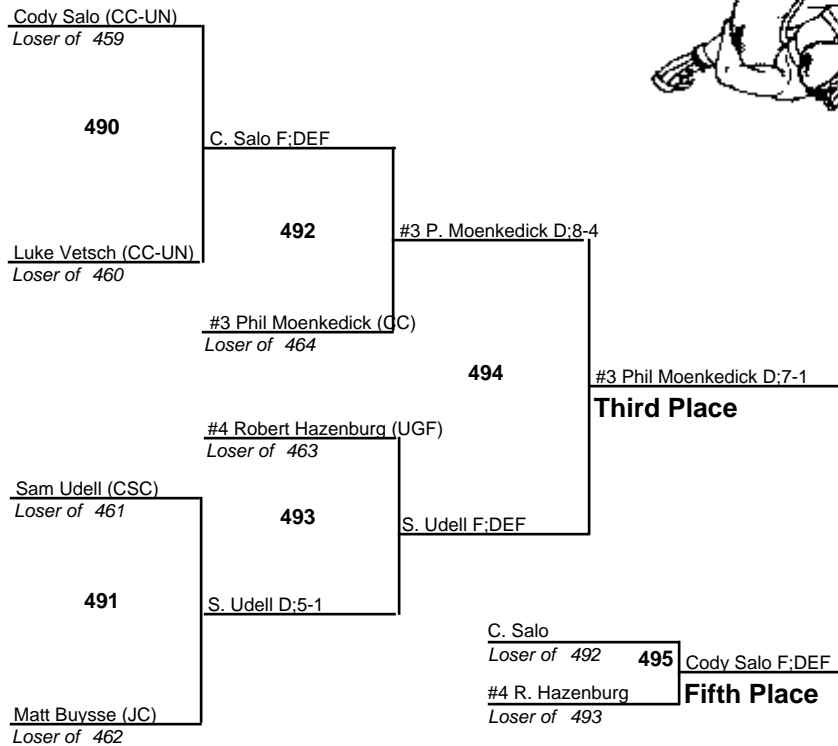 Cody Salo (CC-UN)
Loser of 459
490
C. Salo F;DEF
492
#3 P. Moenkedick D;8-4
Luke Vetsch (CC-UN)
Loser of 460
#3 Phil Moenkedick (CC)
Loser of 464
494
#3 Phil Moenkedick D;7-1
Third Place
#4 Robert Hazenburg (UGF)
Loser of 463
Sam Udell (CSC)
Loser of 461
493
S. Udell F;DEF
491
S. Udell D;5-1
C. Salo
Loser of 492
495
Cody Salo F;DEF
Fifth Place
#4 R. Hazenburg
Loser of 493
Matt Buysse (JC)
Loser of 462